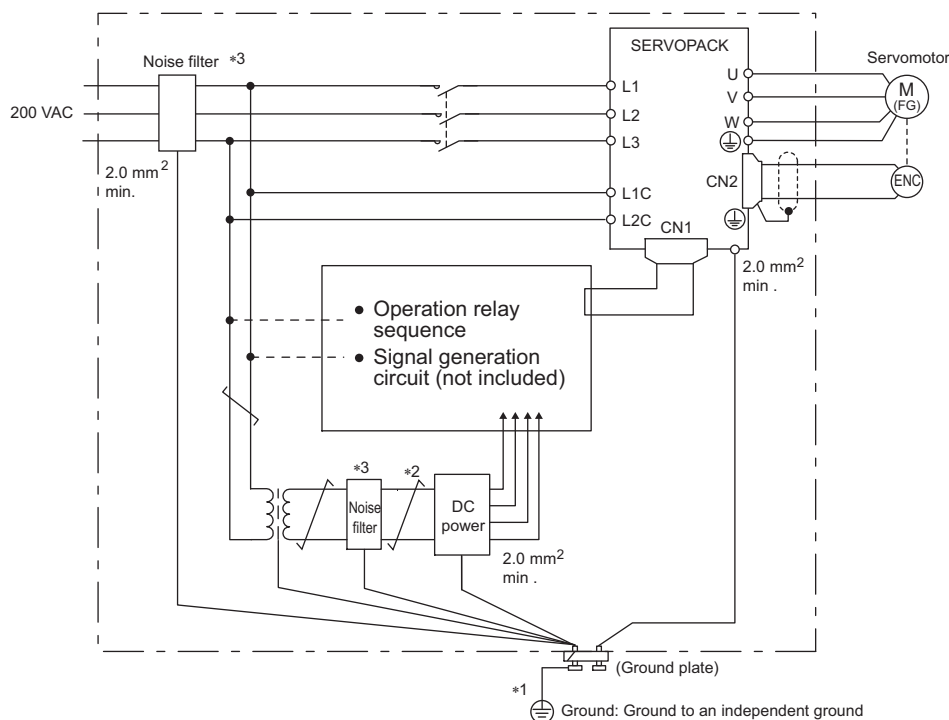 SERVOPACK
Noise filter *3
Servomotor
200 VAC
L1
L2
L3
L1C
L2C
U
V
W
M
(FG)
CN2
ENC
2.0 mm²
min.
CN1
2.0 mm²
min .
● Operation relay
sequence
● Signal generation
circuit (not included)
*3
*2
Noise
filter
DC
power
2.0 mm²
min .
(Ground plate)
*1
Ground: Ground to an independent ground